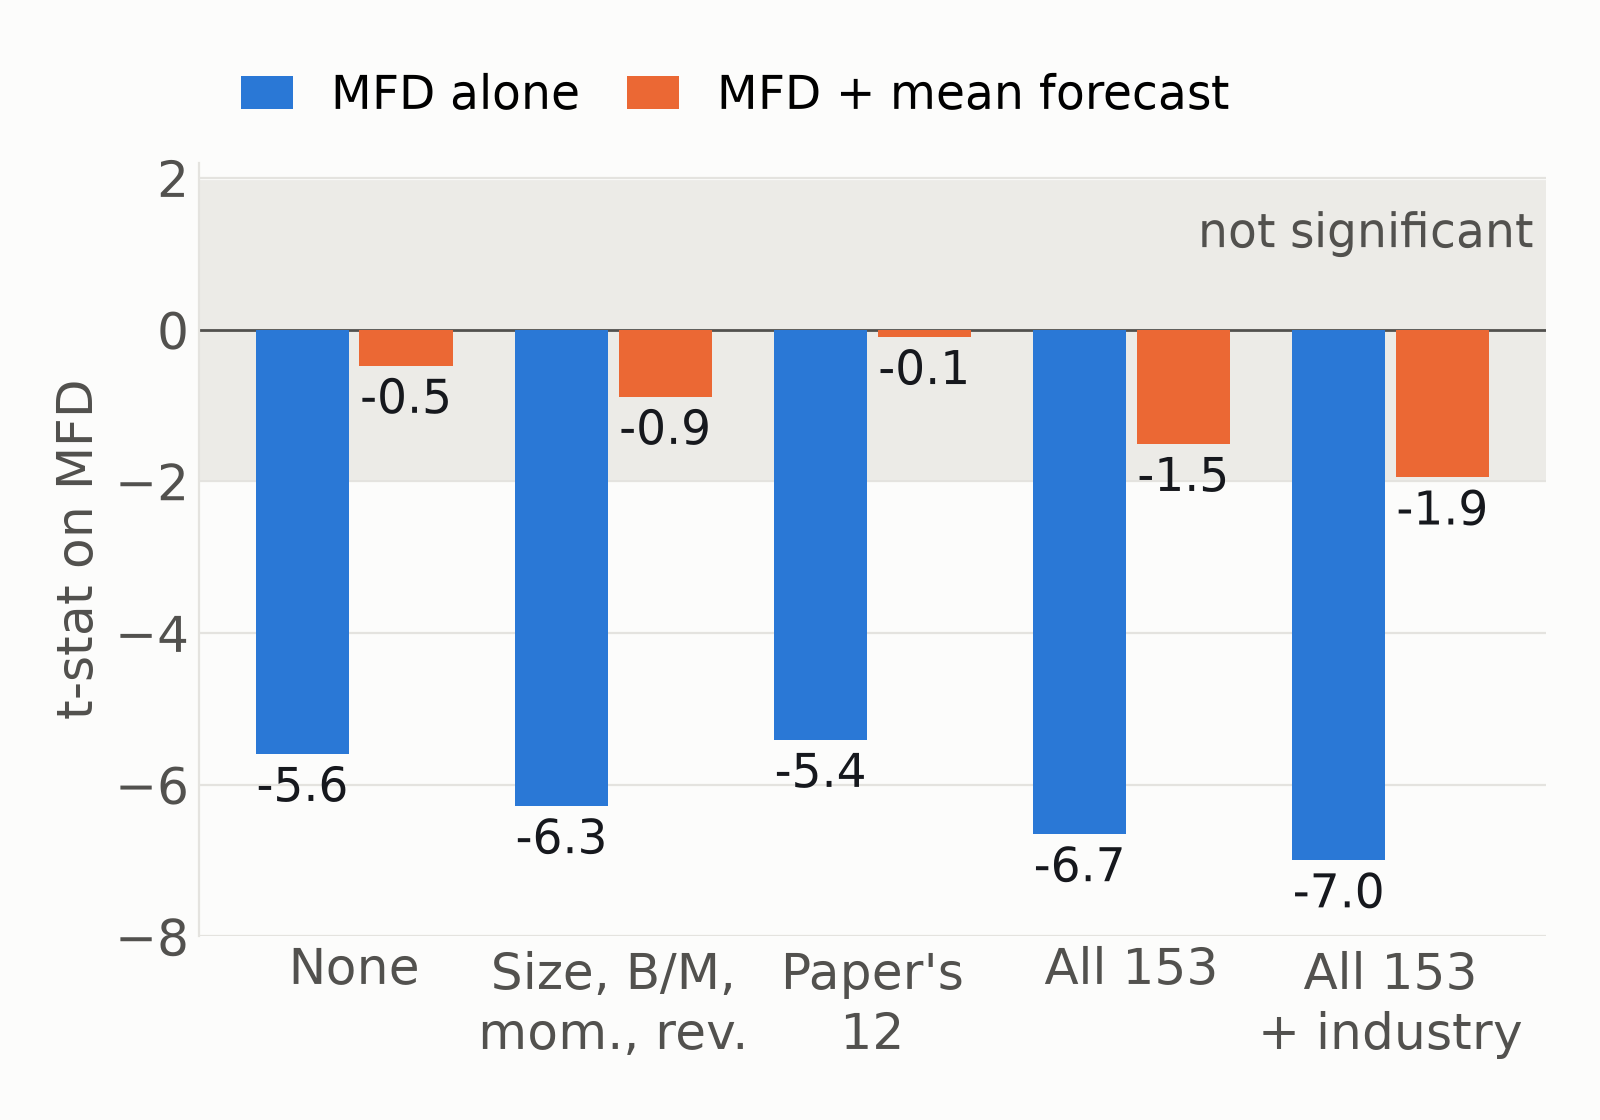 MFD alone
MFD + mean forecast
2
not significant
0
-0.5
-0.9
-0.1
-1.5
-1.9
−2
−4
−6
−8
t-stat on MFD
-5.6
-6.3
-5.4
-6.7
-7.0
None
Size, B/M,
mom., rev.
Paper's
12
All 153
All 153
+ industry